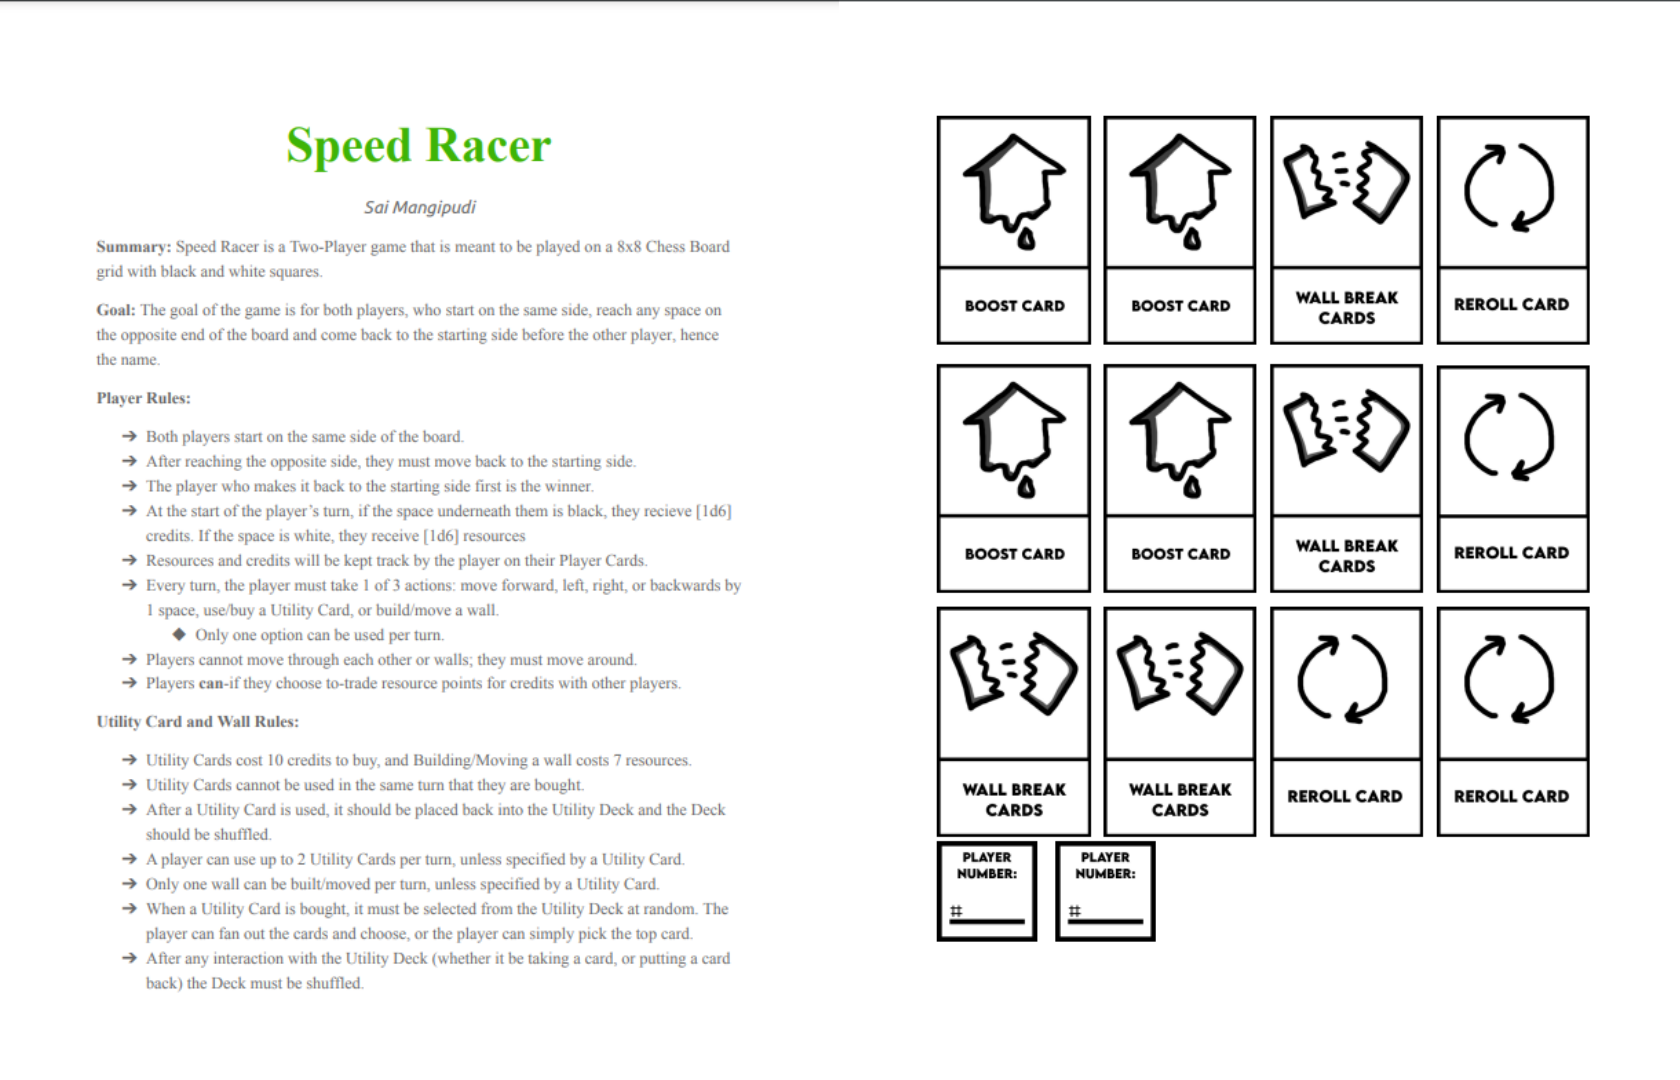 Speed Racer
Sai Mangipudi
Summary: Speed Racer is a Two-Player game that is meant to be played on a 8x8 Chess Board
grid with black and white squares.
Goal: The goal of the game is for both players, who start on the same side, reach any space on
the opposite end of the board and come back to the starting side before the other player, hence
the name.
Player Rules:
➔ Both players start on the same side of the board.
➔ After reaching the opposite side, they must move back to the starting side.
➔ The player who makes it back to the starting side first is the winner.
➔ At the start of the player’s turn, if the space underneath them is black, they recieve [1d6]
credits. If the space is white, they receive [1d6] resources
➔ Resources and credits will be kept track by the player on their Player Cards.
➔ Every turn, the player must take 1 of 3 actions: move forward, left, right, or backwards by
1 space, use/buy a Utility Card, or build/move a wall.
◆ Only one option can be used per turn.
➔ Players cannot move through each other or walls; they must move around.
➔ Players can-if they choose to-trade resource points for credits with other players.
Utility Card and Wall Rules:
➔ Utility Cards cost 10 credits to buy, and Building/Moving a wall costs 7 resources.
➔ Utility Cards cannot be used in the same turn that they are bought.
➔ After a Utility Card is used, it should be placed back into the Utility Deck and the Deck
should be shuffled.
➔ A player can use up to 2 Utility Cards per turn, unless specified by a Utility Card.
➔ Only one wall can be built/moved per turn, unless specified by a Utility Card.
➔ When a Utility Card is bought, it must be selected from the Utility Deck at random. The
player can fan out the cards and choose, or the player can simply pick the top card.
➔ After any interaction with the Utility Deck (whether it be taking a card, or putting a card
back) the Deck must be shuffled.
BOOST CARD
BOOST CARD
WALL BREAK
CARDS
REROLL CARD
BOOST CARD
BOOST CARD
WALL BREAK
CARDS
REROLL CARD
WALL BREAK
CARDS
WALL BREAK
CARDS
REROLL CARD
REROLL CARD
PLAYER
NUMBER:
#
PLAYER
NUMBER:
#